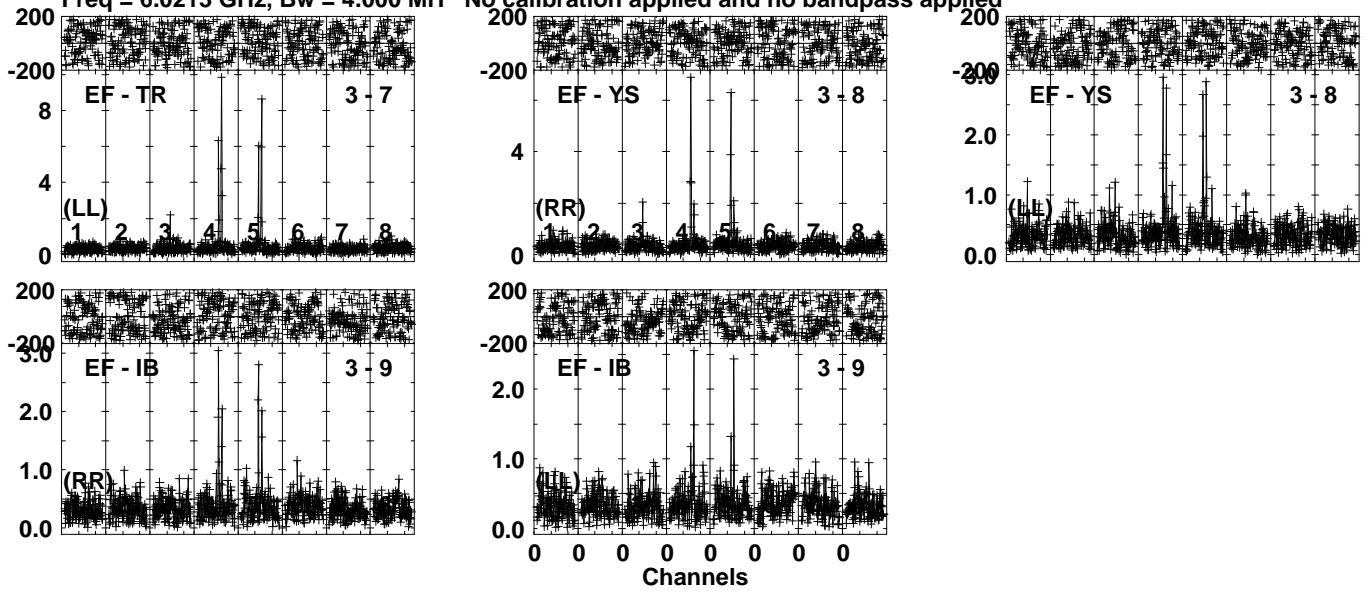 Freq = GHz, Bw = 4.000 MH No calibration applied and no bandpass applied
200
-200
EF - TR 3 - 7
8
4
(LL)
1 2 3 4 5 6 7 8
0
200
-200
EF - YS 3 - 8
4
(RR)
1 2 3 4 5 6 7 8
0
200
-200
3.0
EF - YS 3 - 8
2.0
1.0
(LL)
0.0
200
-200
3.0
EF - IB 3 - 9
2.0
1.0
(RR)
0.0
200
-200
EF - IB 3 - 9
2.0
1.0
(LL)
0.0
0 0 0 0 0 0 0 0
Channels